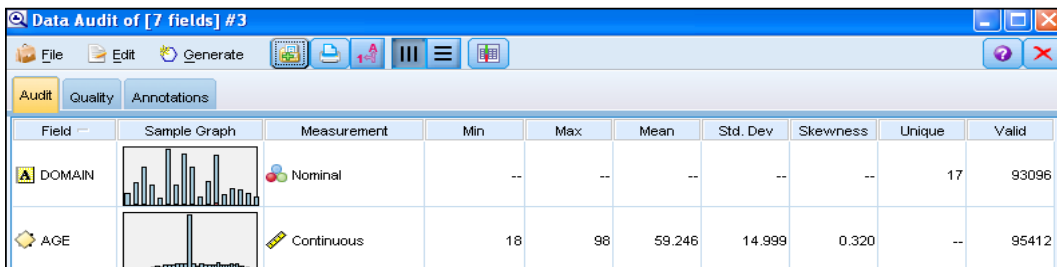 Data Audit of [7 fields] #3
File Edit Generate
Audit Quality Annotations
Field Sample Graph Measurement Min Max Mean Std. Dev Skewness Unique Valid
A DOMAIN Nominal -- -- -- -- -- 17 93096
AGE Continuous 18 98 59.246 14.999 0.320 -- 95412